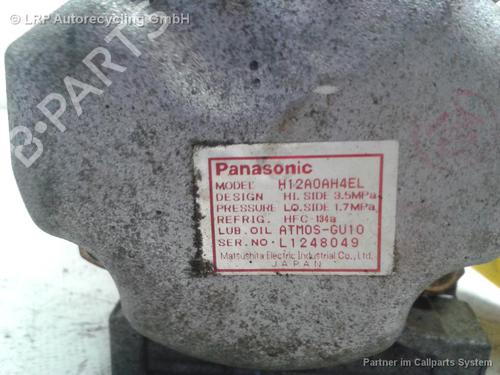 © LRP Autorecycling GmbH
Panasonic
MODEL H12A0AH4EL
DESIGN HI. SIDE 3.5MPa
PRESSURE LO. SIDE 1.7MPa
REFRIG. HFC-134a
LUB. OIL ATMOS-GU10
SER. NO. L1248049
Matsushita Electric Industrial Co., Ltd.
JAPAN
Partner im Callparts System